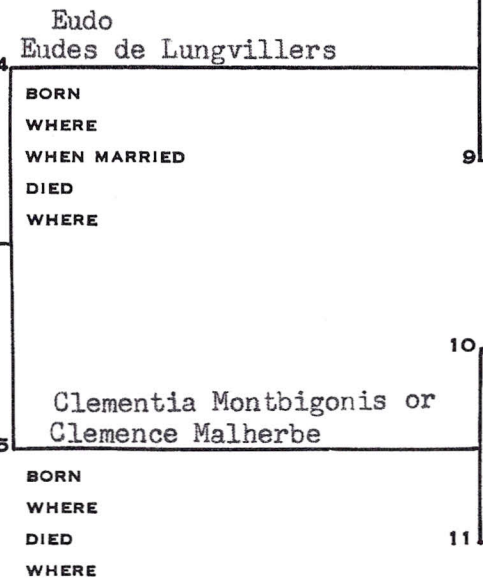 Eudo
Eudes de Lungvillers
4
BORN
WHERE
WHEN MARRIED
9
DIED
WHERE
10
Clementia Montbigonis or
Clemence Malherbe
5
BORN
WHERE
DIED
11
WHERE